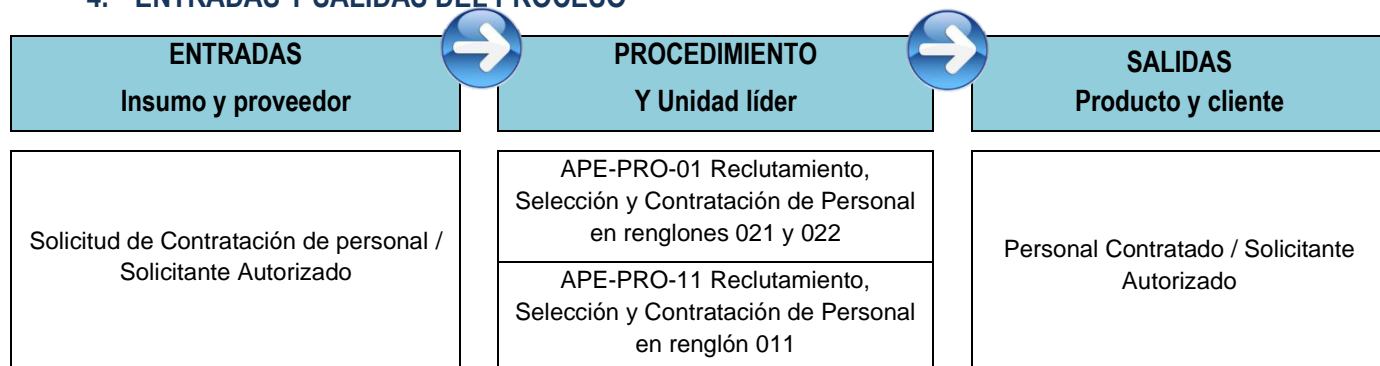 4. ENTRADAS Y SALIDAS DEL PROCESO
ENTRADAS
Insumo y proveedor
PROCEDIMIENTO
Y Unidad líder
SALIDAS
Producto y cliente
Solicitud de Contratación de personal /
Solicitante Autorizado
APE-PRO-01 Reclutamiento,
Selección y Contratación de Personal
en renglones 021 y 022
APE-PRO-11 Reclutamiento,
Selección y Contratación de Personal
en renglón 011
Personal Contratado / Solicitante
Autorizado